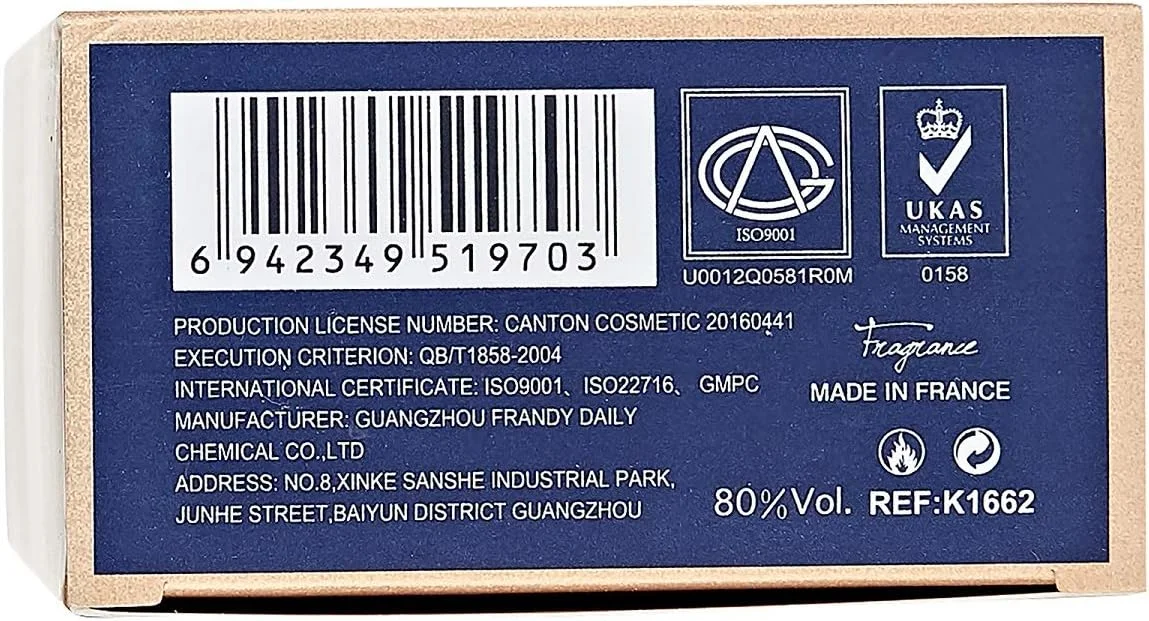 6 942349 519703
ISO9001
U0012Q0581R0M
UKAS
MANAGEMENT
SYSTEMS
0158
PRODUCTION LICENSE NUMBER: CANTON COSMETIC 20160441
EXECUTION CRITERION: QB/T1858-2004
INTERNATIONAL CERTIFICATE: ISO9001、ISO22716、 GMPC
MANUFACTURER: GUANGZHOU FRANDY DAILY
CHEMICAL CO.,LTD
ADDRESS: NO.8,XINKE SANSHE INDUSTRIAL PARK,
JUNHE STREET,BAIYUN DISTRICT GUANGZHOU
Fragrance
MADE IN FRANCE
80%Vol. REF:K1662